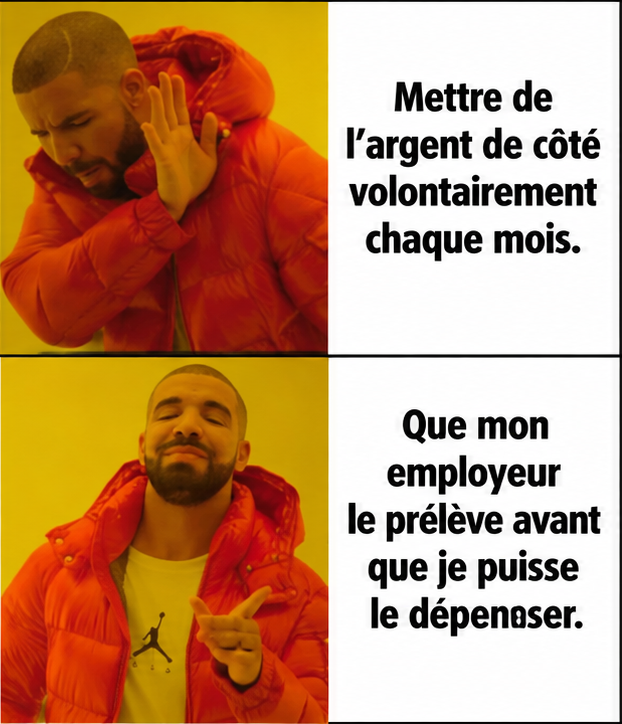 Mettre de
l’argent de côté
volontairement
chaque mois.
Que mon
employeur
le prélève avant
que je puisse
le